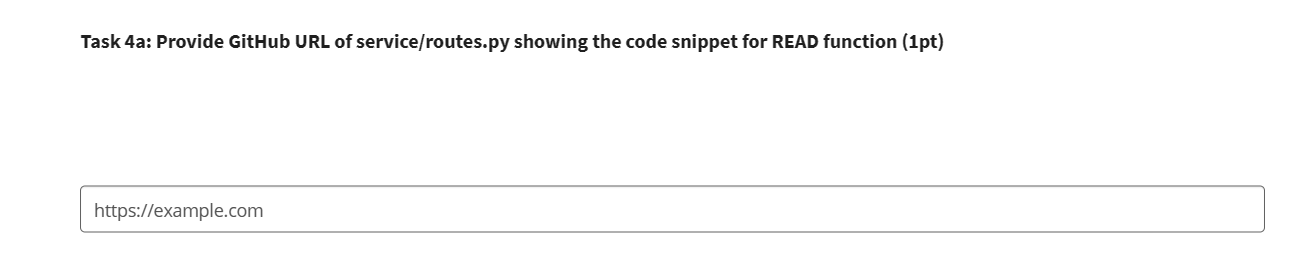 Task 4a: Provide GitHub URL of service/routes.py showing the code snippet for READ function (1pt)
https://example.com